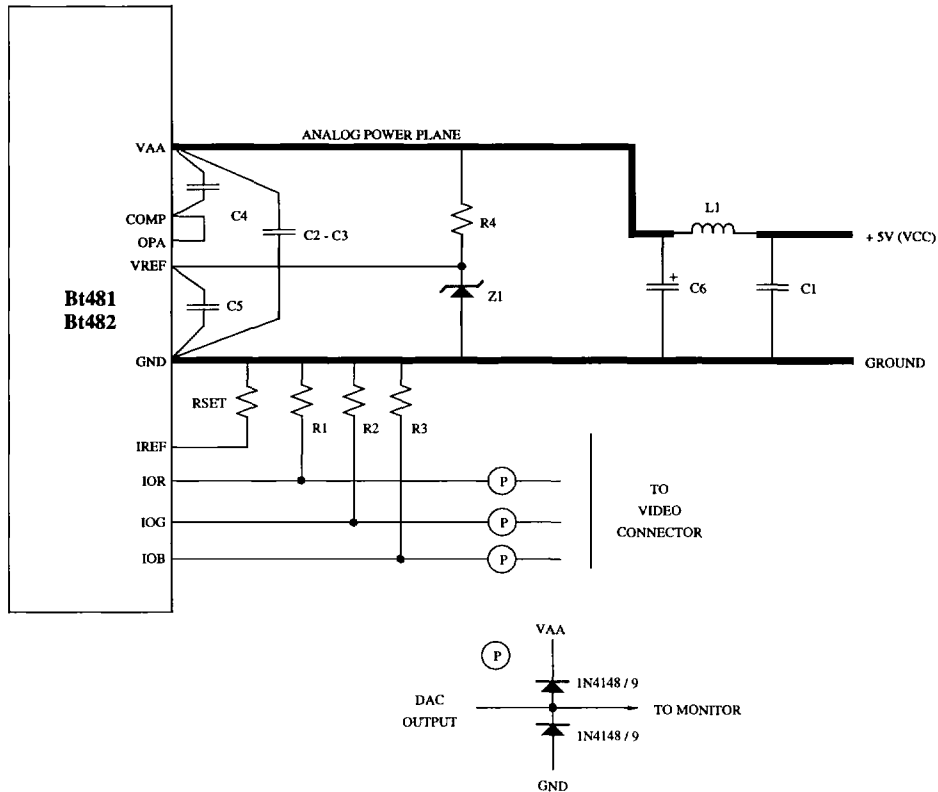 ANALOG POWER PLANE
VAA
C4
COMP
OPA
C2 - C3
R4
L1
+ 5V (VCC)
VREF
Bt481
Bt482
C5
Z1
+
C6
C1
GND
GROUND
RSET
R1
R2
R3
IREF
IOR
P
IOG
P
IOB
P
TO
VIDEO
CONNECTOR
VAA
P
1N4148 / 9
DAC
OUTPUT
TO MONITOR
1N4148 / 9
GND